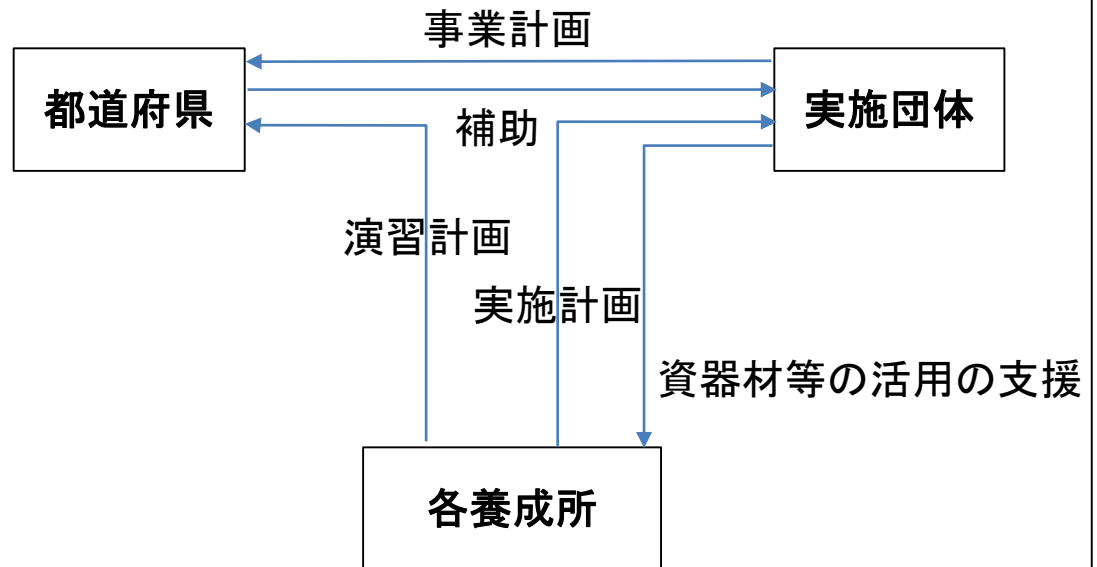 事業計画
都道府県
実施団体
補助
演習計画
実施計画
資器材等の活用の支援
各養成所